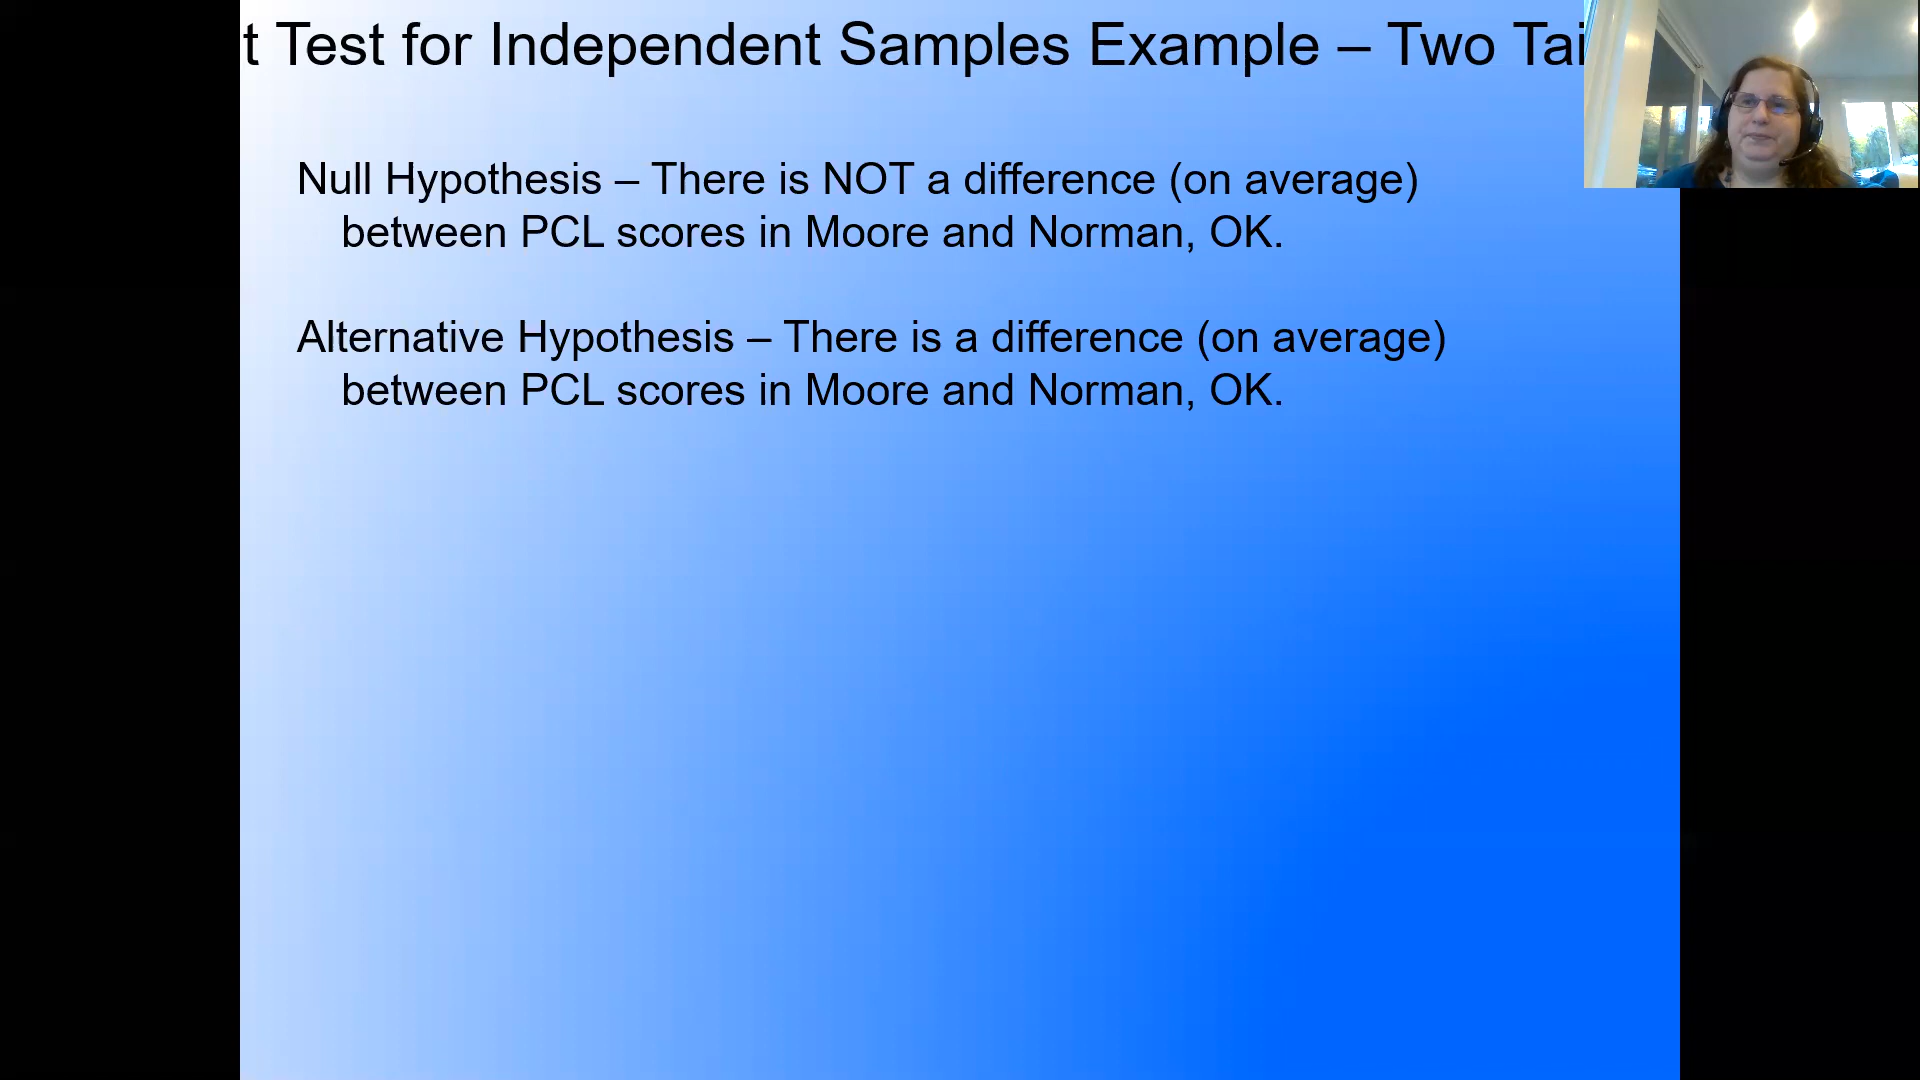 t Test for Independent Samples Example – Two Tai
Null Hypothesis – There is NOT a difference (on average)
between PCL scores in Moore and Norman, OK.
Alternative Hypothesis – There is a difference (on average)
between PCL scores in Moore and Norman, OK.